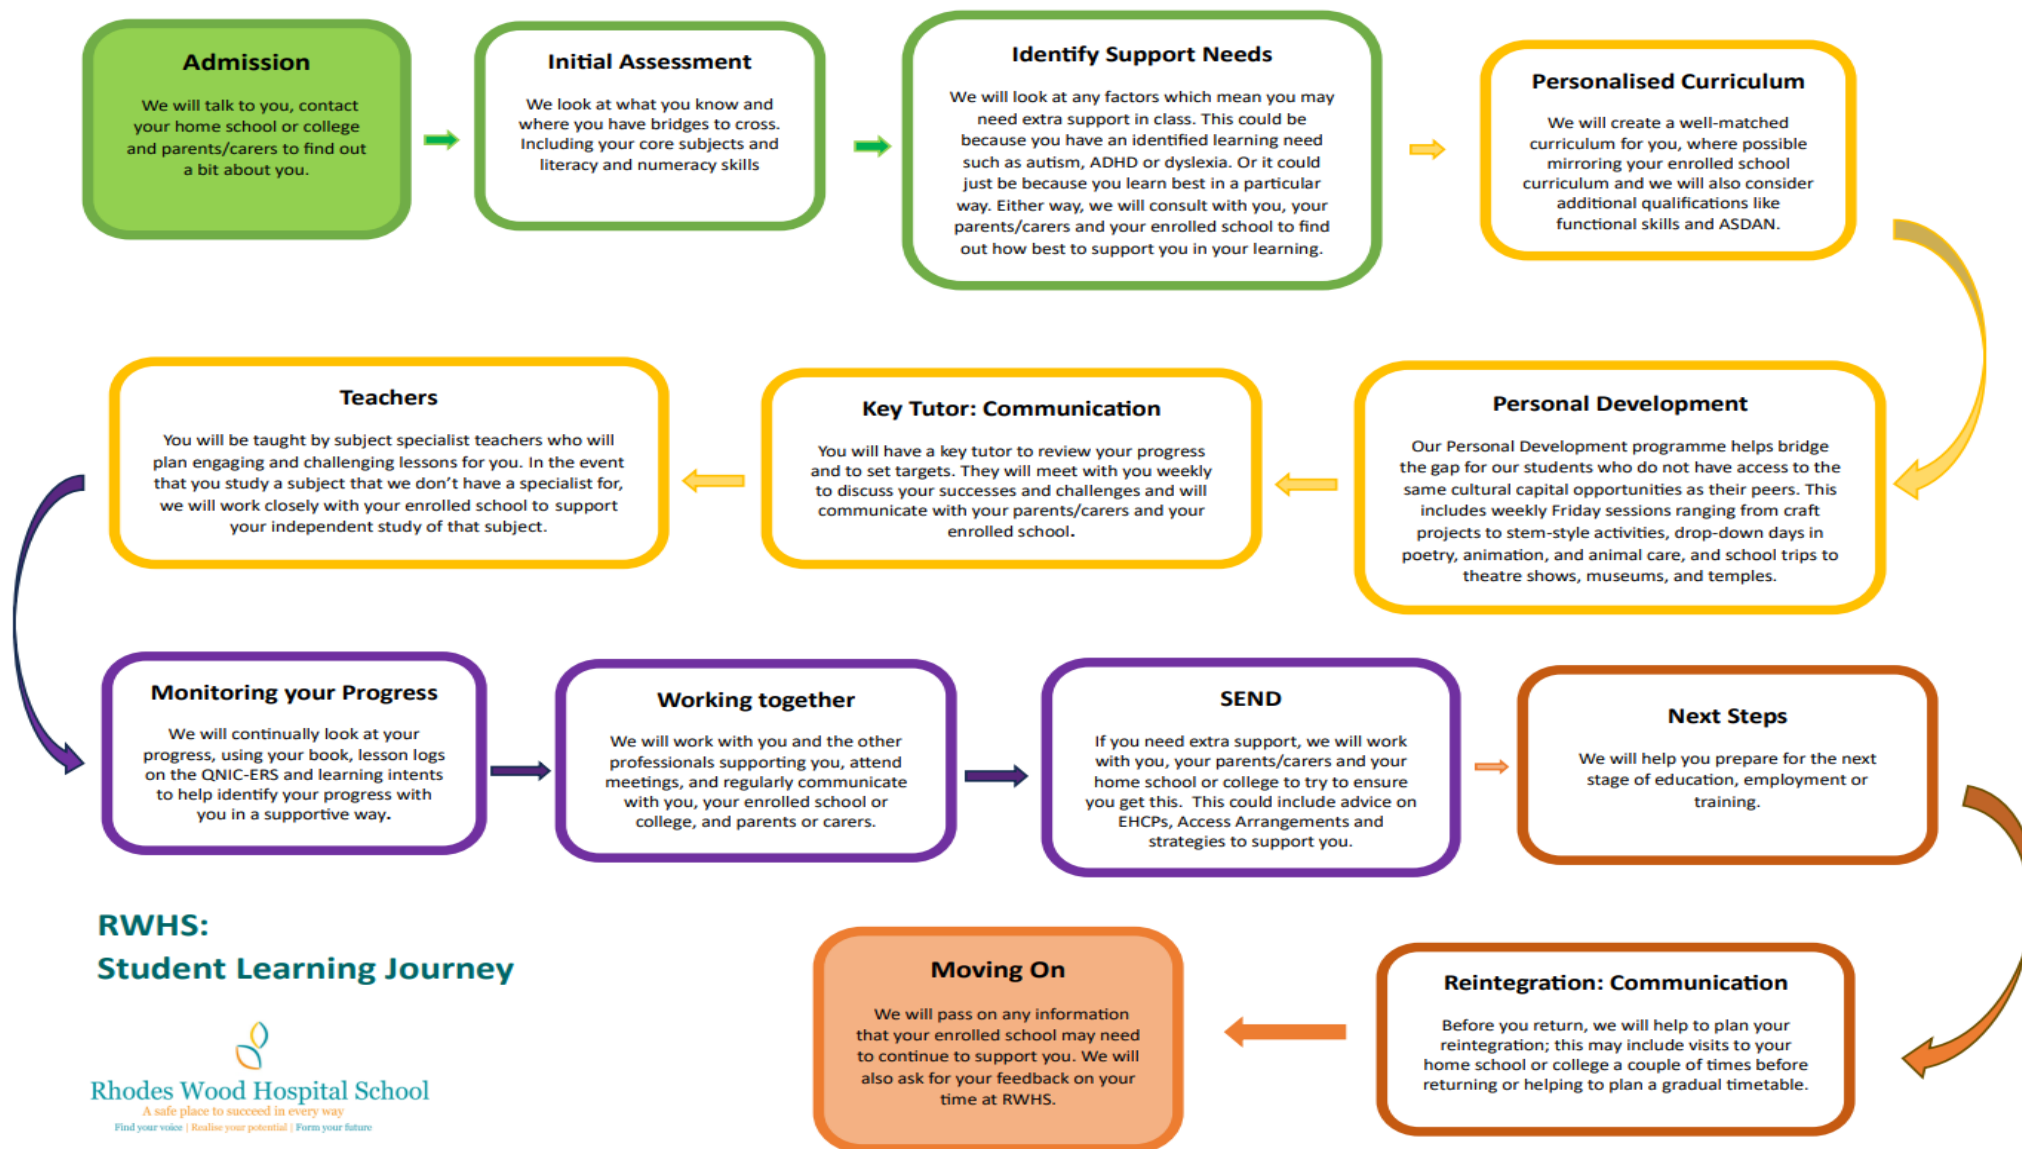 Admission
We will talk to you, contact
your home school or college
and parents/carers to find out
a bit about you.
Initial Assessment
We look at what you know and
where you have bridges to cross.
Including your core subjects and
literacy and numeracy skills
Identify Support Needs
We will look at any factors which mean you may
need extra support in class. This could be
because you have an identified learning need
such as autism, ADHD or dyslexia. Or it could
just be because you learn best in a particular
way. Either way, we will consult with you, your
parents/carers and your enrolled school to find
out how best to support you in your learning.
Personalised Curriculum
We will create a well-matched
curriculum for you, where possible
mirroring your enrolled school
curriculum and we will also consider
additional qualifications like
functional skills and ASDAN.
Personal Development
Our Personal Development programme helps bridge
the gap for our students who do not have access to the
same cultural capital opportunities as their peers. This
includes weekly Friday sessions ranging from craft
projects to stem-style activities, drop-down days in
poetry, animation, and animal care, and school trips to
theatre shows, museums, and temples.
Key Tutor: Communication
You will have a key tutor to review your progress
and to set targets. They will meet with you weekly
to discuss your successes and challenges and will
communicate with your parents/carers and your
enrolled school.
Teachers
You will be taught by subject specialist teachers who will
plan engaging and challenging lessons for you. In the event
that you study a subject that we don't have a specialist for,
we will work closely with your enrolled school to support
your independent study of that subject.
Monitoring your Progress
We will continually look at your
progress, using your book, lesson logs
on the QNIC-ERS and learning intents
to help identify your progress with
you in a supportive way.
Working together
We will work with you and the other
professionals supporting you, attend
meetings, and regularly communicate
with you, your enrolled school or
college, and parents or carers.
SEND
If you need extra support, we will work
with you, your parents/carers and your
home school or college to try to ensure
you get this. This could include advice on
EHCPs, Access Arrangements and
strategies to support you.
Next Steps
We will help you prepare for the next
stage of education, employment or
training.
Reintegration: Communication
Before you return, we will help to plan your
reintegration; this may include visits to your
home school or college a couple of times before
returning or helping to plan a gradual timetable.
Moving On
We will pass on any information
that your enrolled school may need
to continue to support you. We will
also ask for your feedback on your
time at RWHS.
RWHS:
Student Learning Journey
Rhodes Wood Hospital School
A safe place to succeed in every way
Find your voice | Realise your potential | Form your future